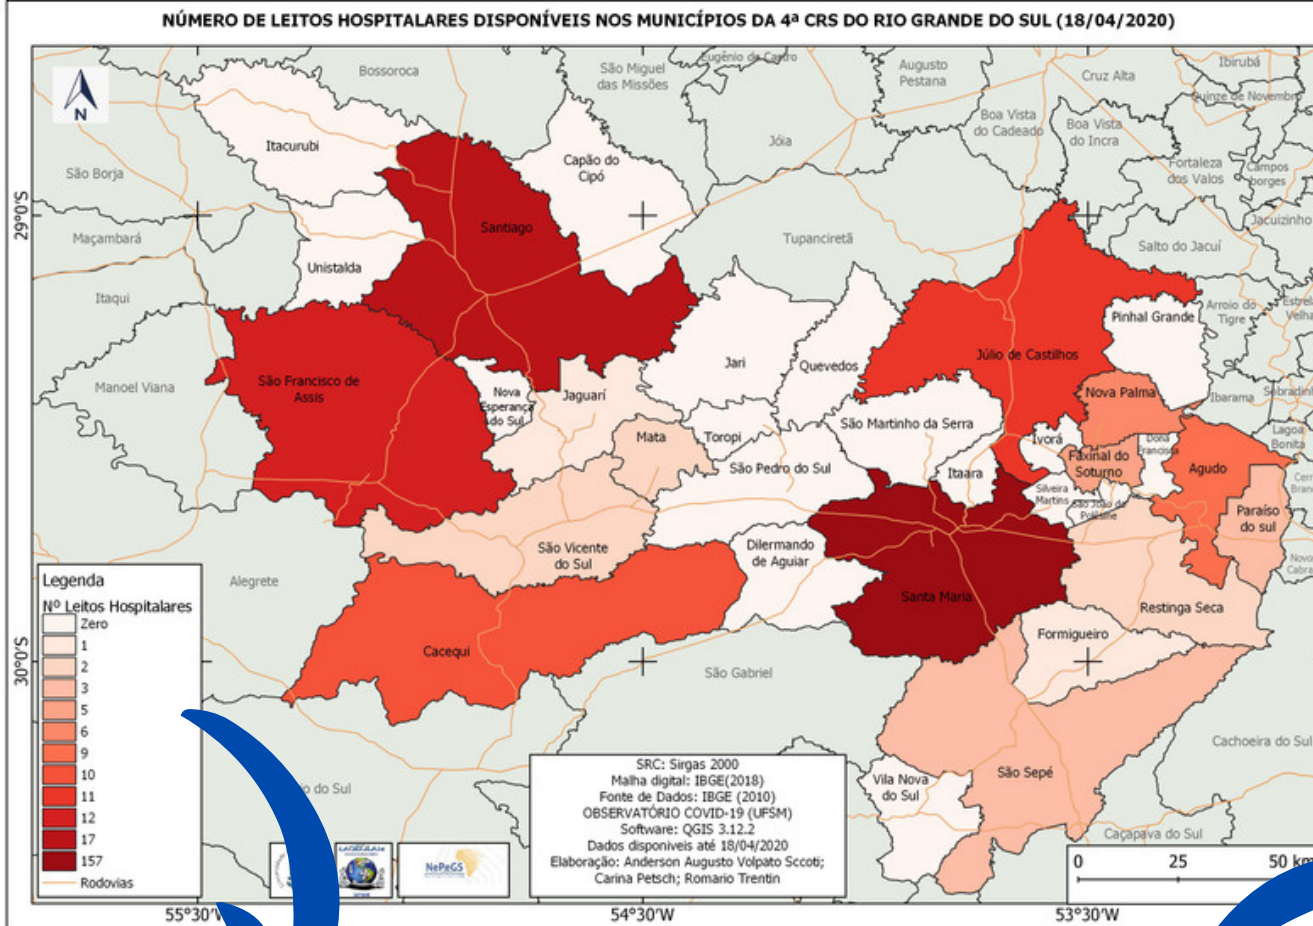 NÚMERO DE LEITOS HOSPITALARES DISPONÍVEIS NOS MUNICÍPIOS DA 4ª CRS DO RIO GRANDE DO SUL (18/04/2020)
N
29°0'S
30°0'S
55°30'W
54°30'W
53°30'W
Bossoroca
São Miguel
das Missões
Eugênio de Castro
Augusto
Pestana
Cruz Alta
Ibirubá
Quinze de Novembro
Boa Vista
do Cadeado
Boa Vista
do Incra
Jóia
Fortaleza
dos Valos
Campos
borges
Jacuizinho
Salto do Jacuí
Tupanciretã
Itacurubi
Capão do
Cipó
São Borja
Santiago
Maçambará
Unistalda
Itaqui
Arroio do
Tigre
Pinhal Grande
Júlio de Castilhos
Jari
Quevedos
Manoel Viana
São Francisco de
Assis
Nova
Esperança
do Sul
Jaguari
Nova Palma
Ibarama
Lagoa
Bonita
Mata
Toropi
São Martinho da Serra
Ivorá
Dona
Francisca
Faxinal do
Soturno
Agudo
São Pedro do Sul
Itaara
Silveira
Martins
São João do
Polêsine
Paraíso
do sul
São Vicente
do Sul
Dilermando
de Aguiar
Alegrete
Santa Maria
Restinga Seca
Formigueiro
Cacequi
São Gabriel
Cachoeira do Sul
São Sepé
Vila Nova
do Sul
Caçapava do Sul
o do Sul
Legenda
Nº Leitos Hospitalares
Zero
1
2
3
5
6
9
10
11
12
17
157
Rodovias
NePeGS
SRC: Sirgas 2000
Malha digital: IBGE(2018)
Fonte de Dados: IBGE (2010)
OBSERVATÓRIO COVID-19 (UFSM)
Software: QGIS 3.12.2
Dados disponiveis até 18/04/2020
Elaboração: Anderson Augusto Volpato Sccoti;
Carina Petsch; Romario Trentin
0 25 50 km